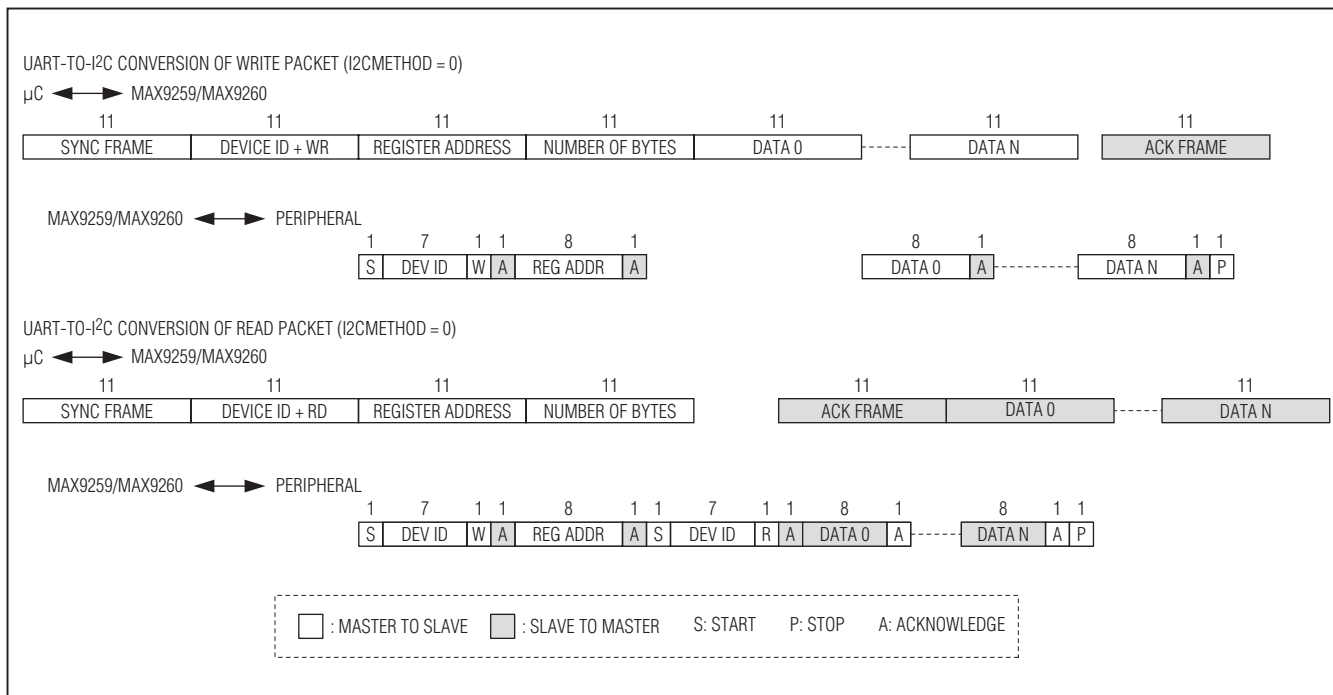 UART-TO-I2C CONVERSION OF WRITE PACKET (I2CMETHOD = 0)
µC MAX9259/MAX9260
11 11 11 11 11 11 11
SYNC FRAME DEVICE ID + WR REGISTER ADDRESS NUMBER OF BYTES DATA 0 DATA N ACK FRAME
MAX9259/MAX9260 PERIPHERAL
1 7 1 1 8 1 8 1 8 1 1
S DEV ID W A REG ADDR A DATA 0 A DATA N A P
UART-TO-I2C CONVERSION OF READ PACKET (I2CMETHOD = 0)
µC MAX9259/MAX9260
11 11 11 11 11 11 11
SYNC FRAME DEVICE ID + RD REGISTER ADDRESS NUMBER OF BYTES ACK FRAME DATA 0 DATA N
MAX9259/MAX9260 PERIPHERAL
1 7 1 1 8 1 1 7 1 1 8 1 8 1 1
S DEV ID W A REG ADDR A S DEV ID R A DATA 0 A DATA N A P
: MASTER TO SLAVE : SLAVE TO MASTER S: START P: STOP A: ACKNOWLEDGE